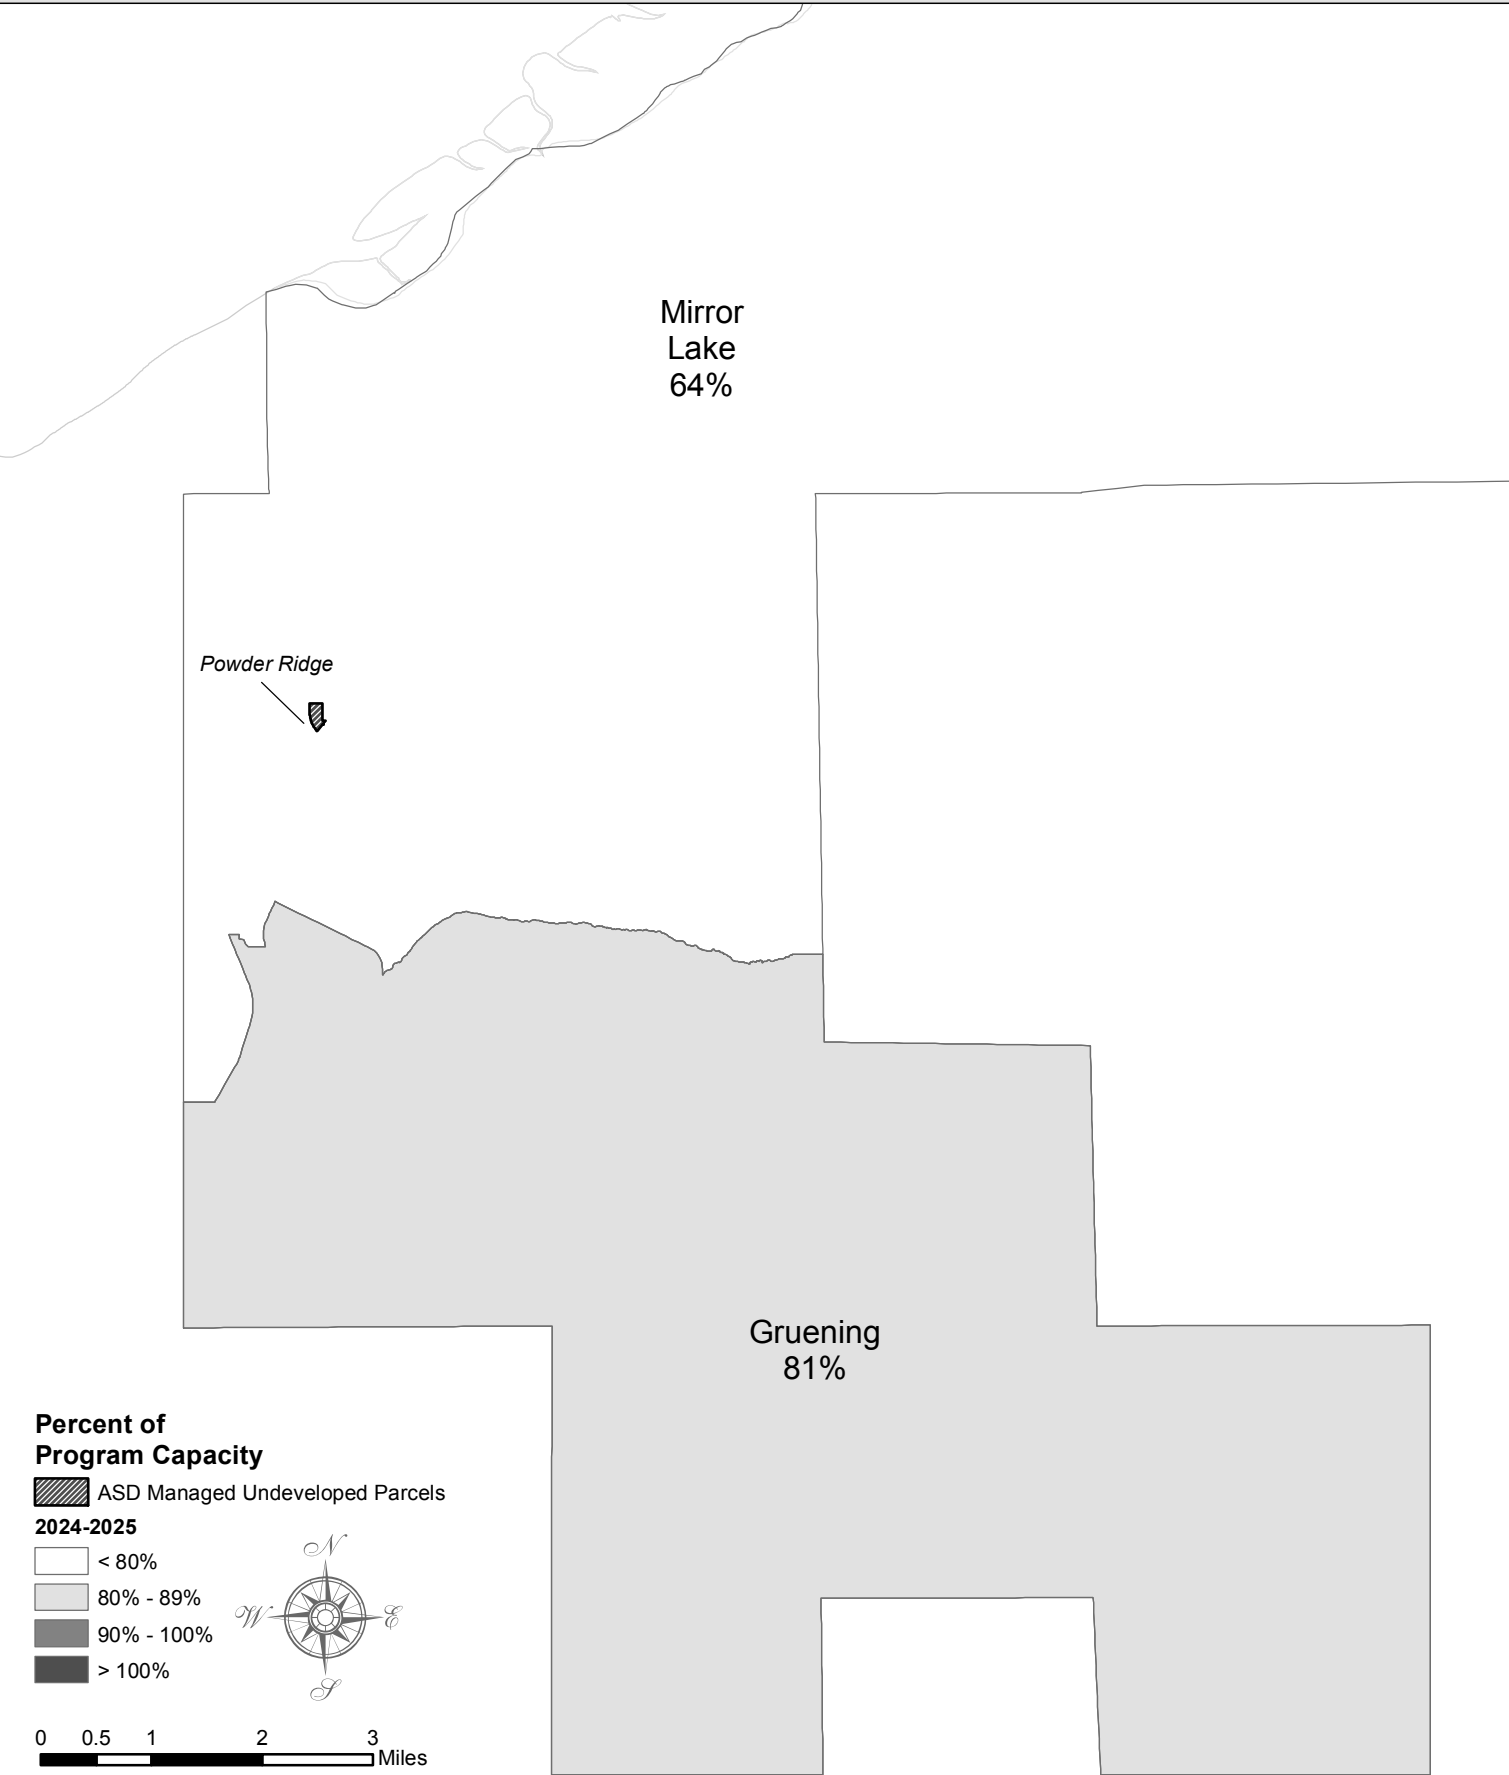 Mirror
Lake
64%
Powder Ridge
Gruening
81%
Percent of
Program Capacity
ASD Managed Undeveloped Parcels
2024-2025
< 80%
80% - 89%
90% - 100%
> 100%
N
W
E
S
0 0.5 1 2 3
Miles